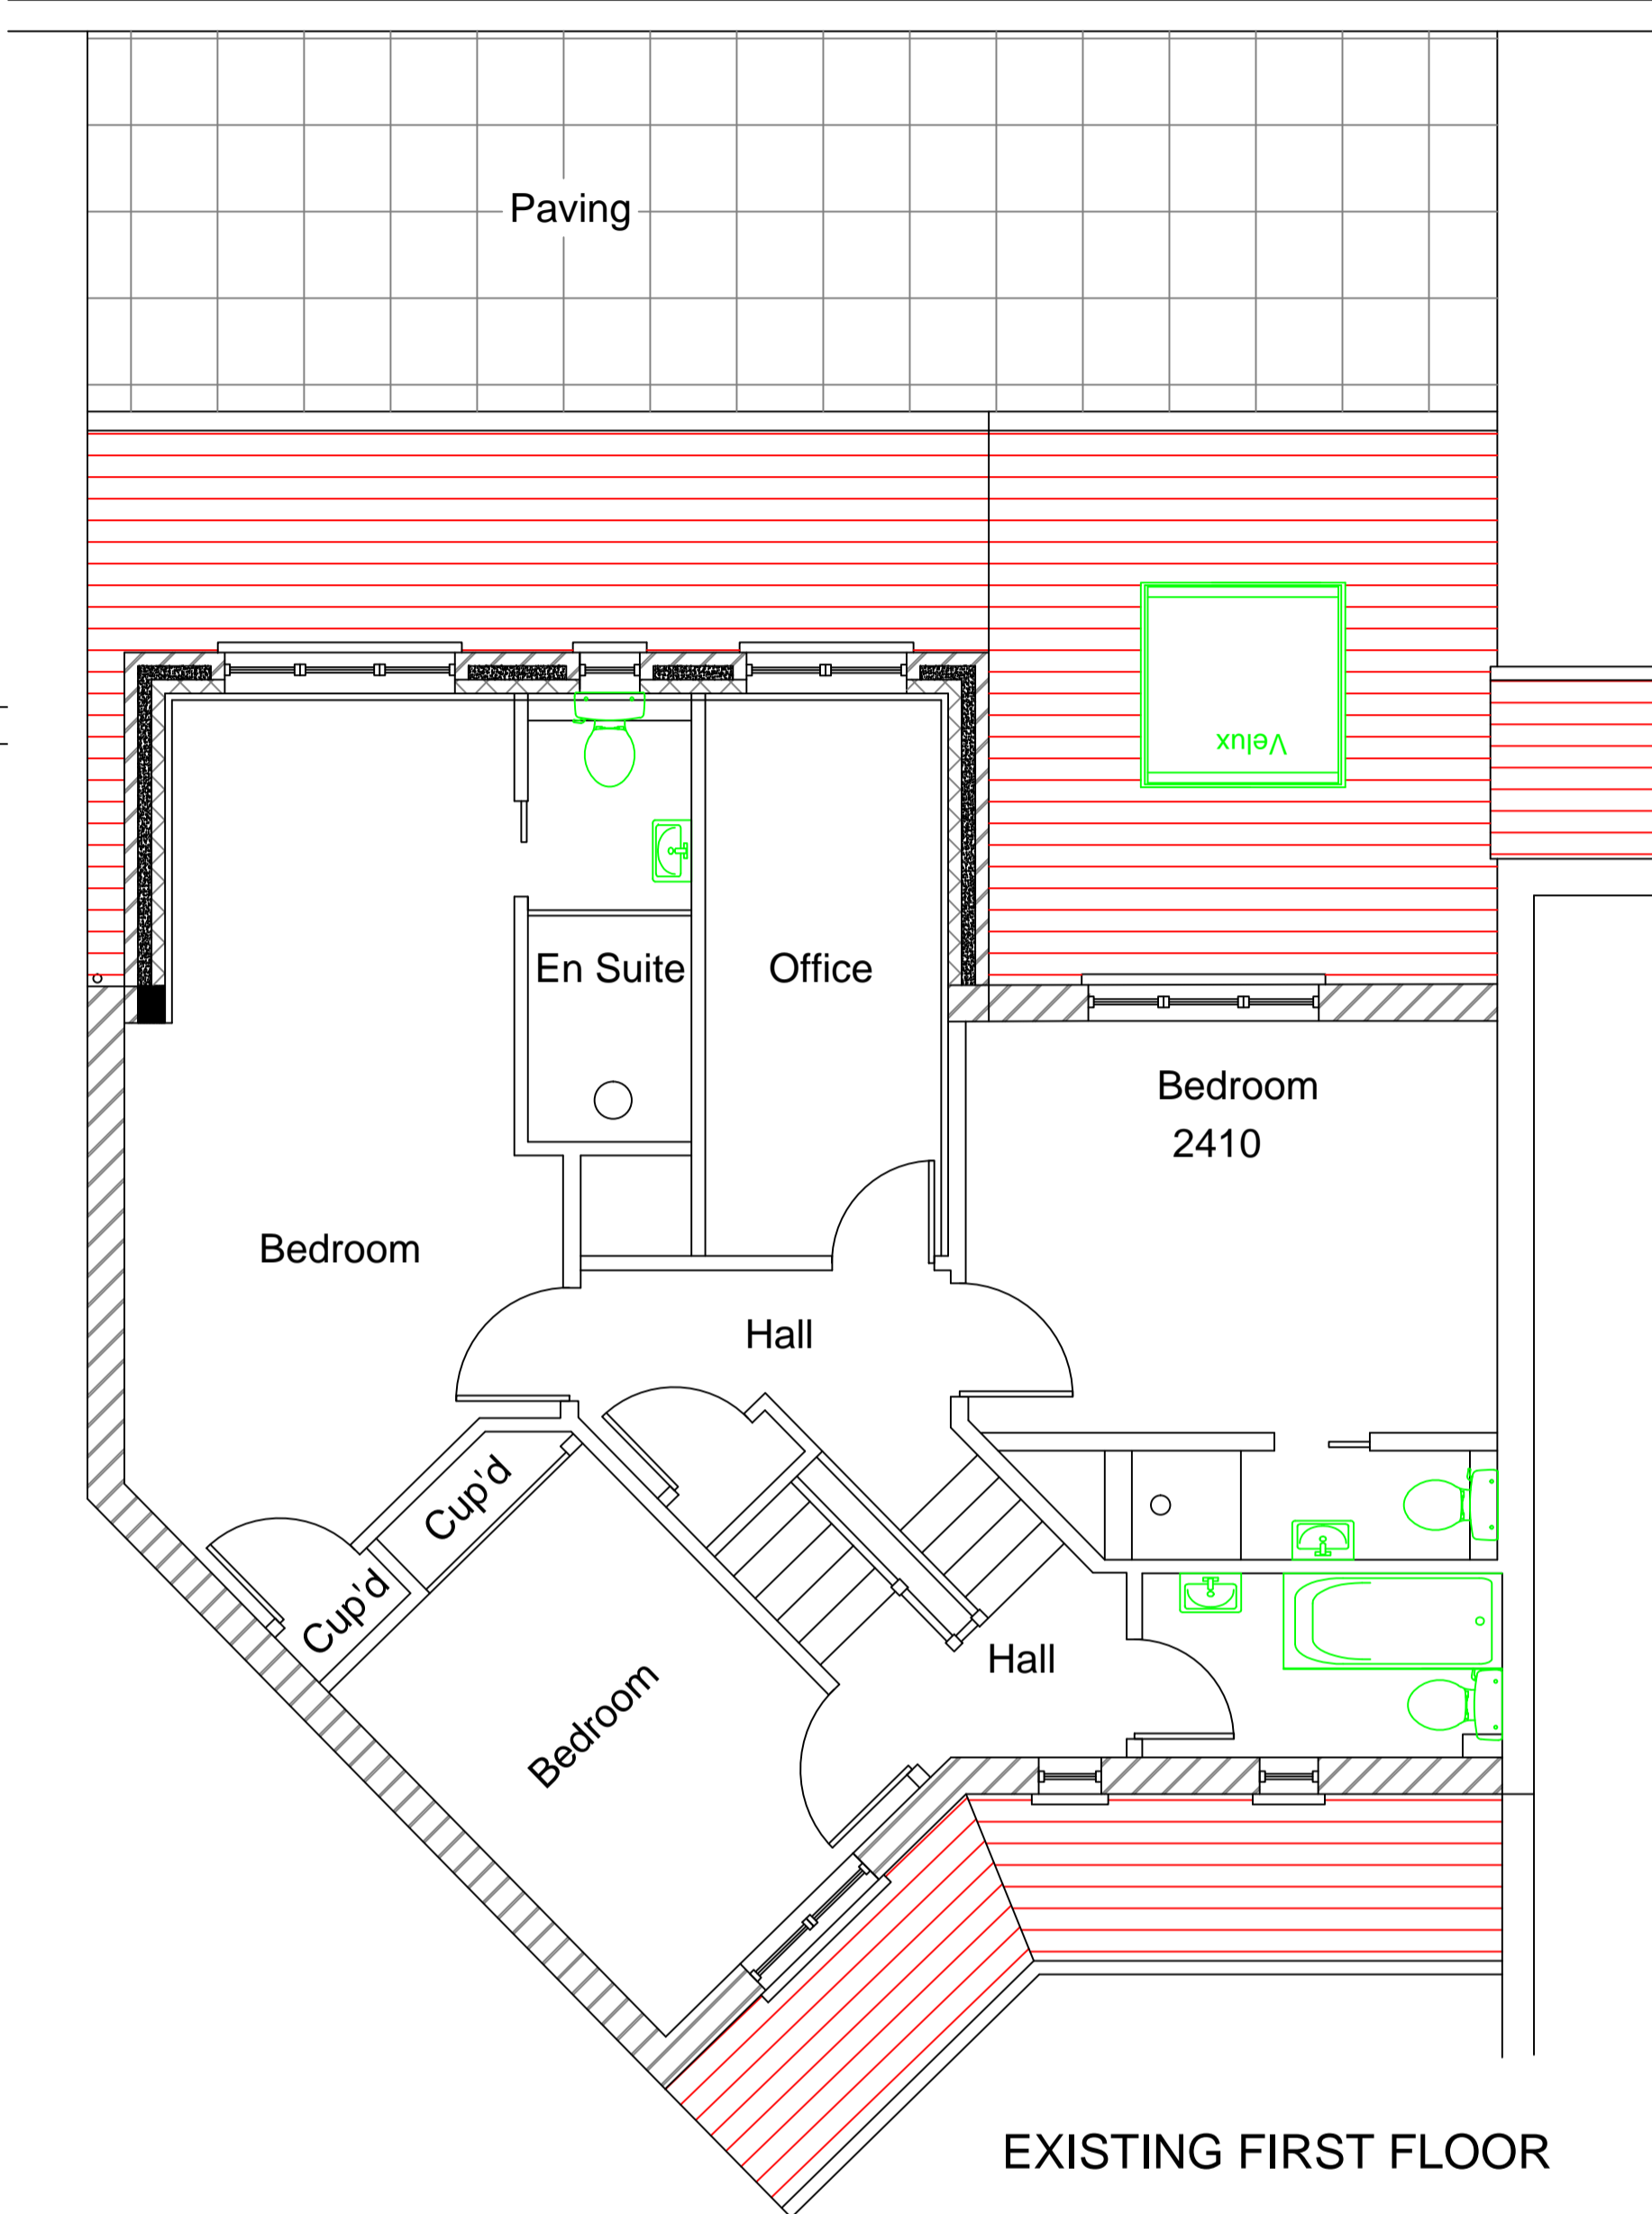 Paving
Velux
En Suite
Office
Bedroom
2410
Bedroom
Hall
Cup'd
Cup'd
Hall
Bedroom
EXISTING FIRST FLOOR